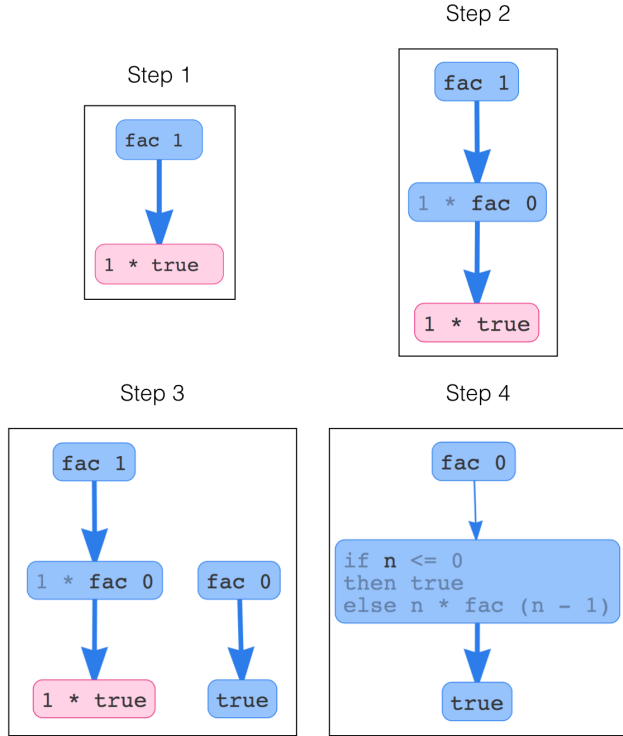 Step 1
fac 1
1 * true
Step 2
fac 1
1 * fac 0
1 * true
Step 3
fac 1
1 * fac 0
1 * true
fac 0
true
Step 4
fac 0
if n <= 0
then true
else n * fac (n - 1)
true